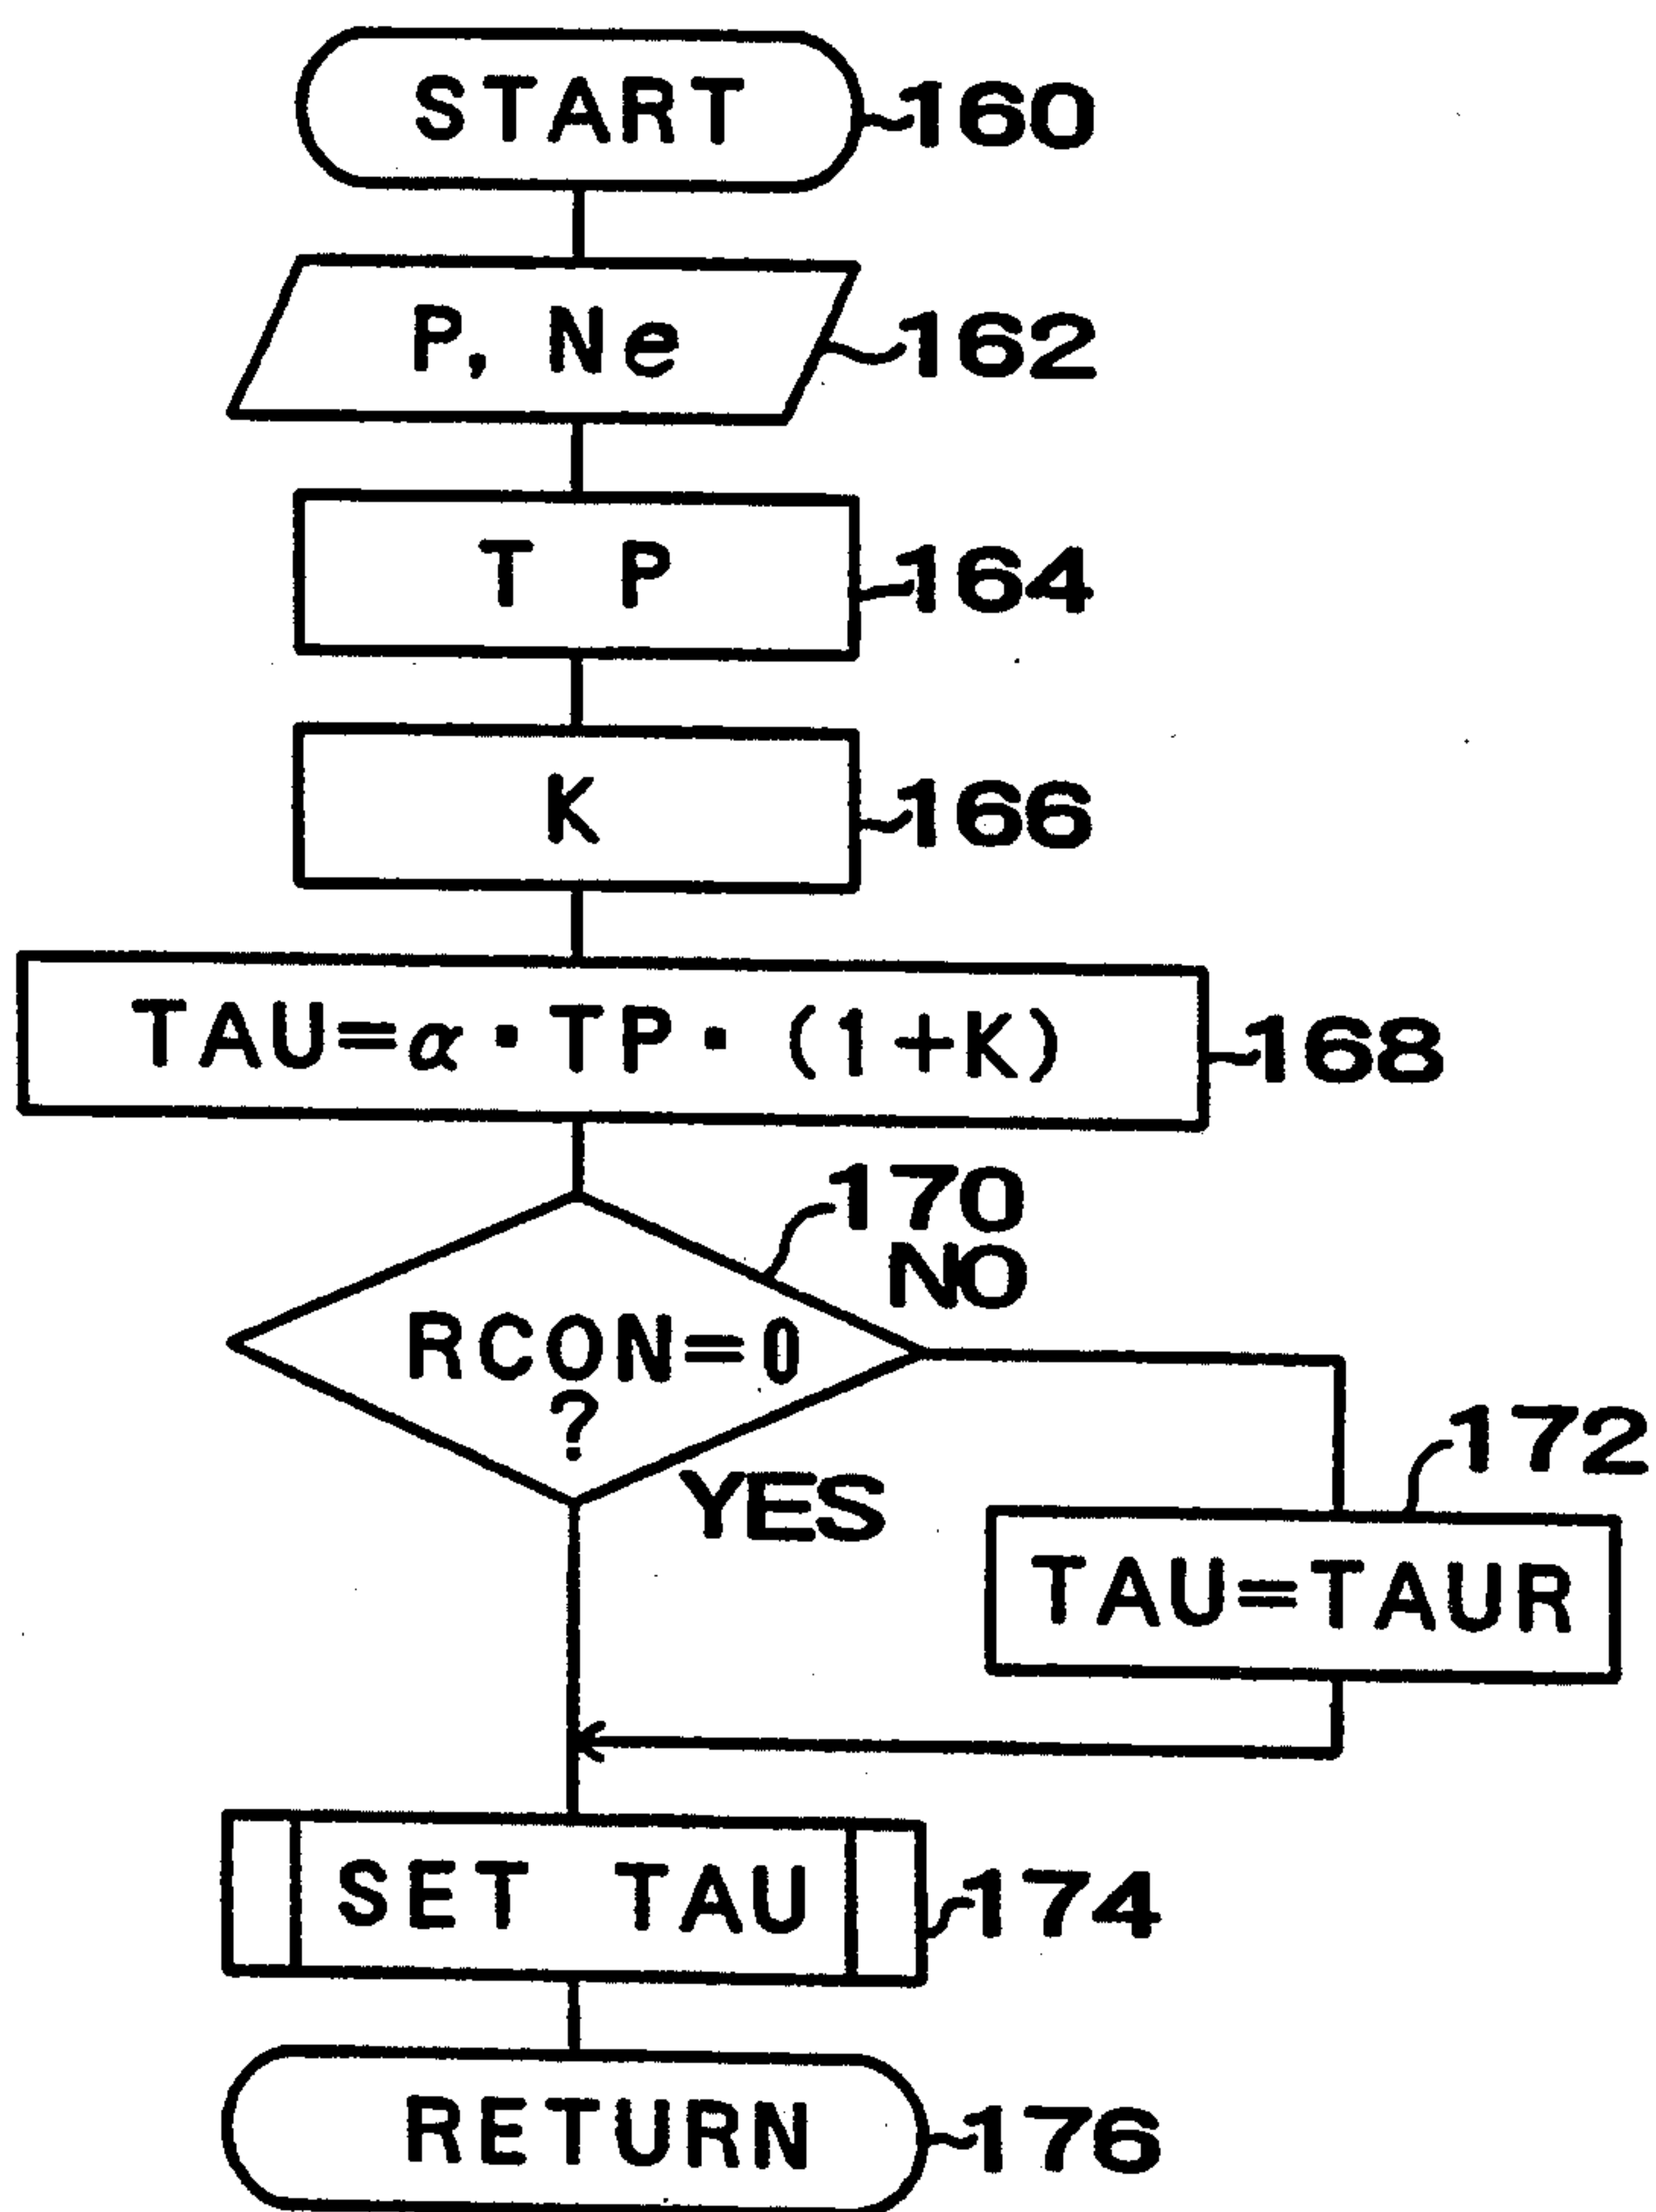 START 160
P, Ne 162
T P 164
K 166
TAU=α・TP・(1+K) 168
170
NO
RCON=0
?
YES
172
TAU=TAUR
SET TAU 174
RETURN 176